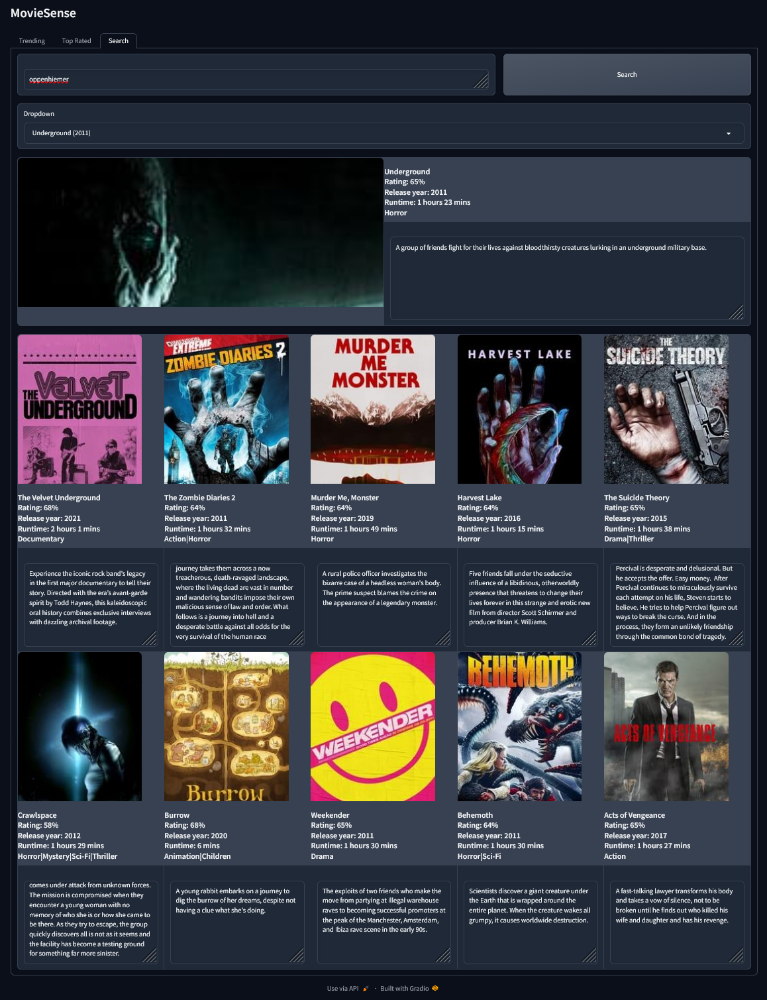 MovieSense
Trending
Top Rated
Search
oppenhiemer
Search
Dropdown
Underground (2011)
Underground
Rating: 65%
Release year: 2011
Runtime: 1 hours 23 mins
Horror
A group of friends fight for their lives against bloodthirsty creatures lurking in an underground military base.
THE VELVET
UNDERGROUND
DIMENSION
EXTREME
ZOMBIE DIARIES 2
MURDER
ME
MONSTER
HARVEST LAKE
THE
SUICIDE THEORY
The Velvet Underground
Rating: 68%
Release year: 2021
Runtime: 2 hours 1 mins
Documentary
The Zombie Diaries 2
Rating: 64%
Release year: 2011
Runtime: 1 hours 32 mins
Action|Horror
Murder Me, Monster
Rating: 64%
Release year: 2019
Runtime: 1 hours 49 mins
Horror
Harvest Lake
Rating: 64%
Release year: 2016
Runtime: 1 hours 15 mins
Horror
The Suicide Theory
Rating: 65%
Release year: 2015
Runtime: 1 hours 38 mins
Drama|Thriller
Experience the iconic rock band's legacy
in the first major documentary to tell their
story. Directed with the era's avant-garde
spirit by Todd Haynes, this kaleidoscopic
oral history combines exclusive interviews
with dazzling archival footage.
journey takes them across a now
treacherous, death-ravaged landscape,
where the living dead are vast in number
and wandering bandits impose their own
malicious sense of law and order. What
follows is a journey into hell and a
desperate battle against all odds for the
very survival of the human race
A rural police officer investigates the
bizarre case of a headless woman's body.
The prime suspect blames the crime on
the appearance of a legendary monster.
Five friends fall under the seductive
influence of a libidinous, otherworldly
presence that threatens to change their
lives forever in this strange and erotic new
film from director Scott Schirmer and
producer Brian K. Williams.
Percival is desperate and delusional. But
he accepts the offer. Easy money. After
Percival continues to miraculously survive
each attempt on his life, Steven starts to
believe. He tries to help Percival figure out
ways to break the curse. And in the
process, they form an unlikely friendship
through the common bond of tragedy.
Burrow
WEEKENDER
BEHEMOTH
ACTS OF VENGEANCE
Crawlspace
Rating: 58%
Release year: 2012
Runtime: 1 hours 29 mins
Horror|Mystery|Sci-Fi|Thriller
Burrow
Rating: 68%
Release year: 2020
Runtime: 6 mins
Animation|Children
Weekender
Rating: 65%
Release year: 2011
Runtime: 1 hours 30 mins
Drama
Behemoth
Rating: 64%
Release year: 2011
Runtime: 1 hours 30 mins
Horror|Sci-Fi
Acts of Vengeance
Rating: 65%
Release year: 2017
Runtime: 1 hours 27 mins
Action
comes under attack from unknown forces.
The mission is compromised when they
encounter a young woman with no
memory of who she is or how she came to
be there. As they try to escape, the group
quickly discovers all is not as it seems and
the facility has become a testing ground
for something far more sinister.
A young rabbit embarks on a journey to
dig the burrow of her dreams, despite not
having a clue what she's doing.
The exploits of two friends who make the
move from partying at illegal warehouse
raves to becoming successful promoters at
the peak of the Manchester, Amsterdam,
and Ibiza rave scene in the early 90s.
Scientists discover a giant creature under
the Earth that is wrapped around the
entire planet. When the creature wakes all
grumpy, it causes worldwide destruction.
A fast-talking lawyer transforms his body
and takes a vow of silence, not to be
broken until he finds out who killed his
wife and daughter and has his revenge.
Use via API · Built with Gradio